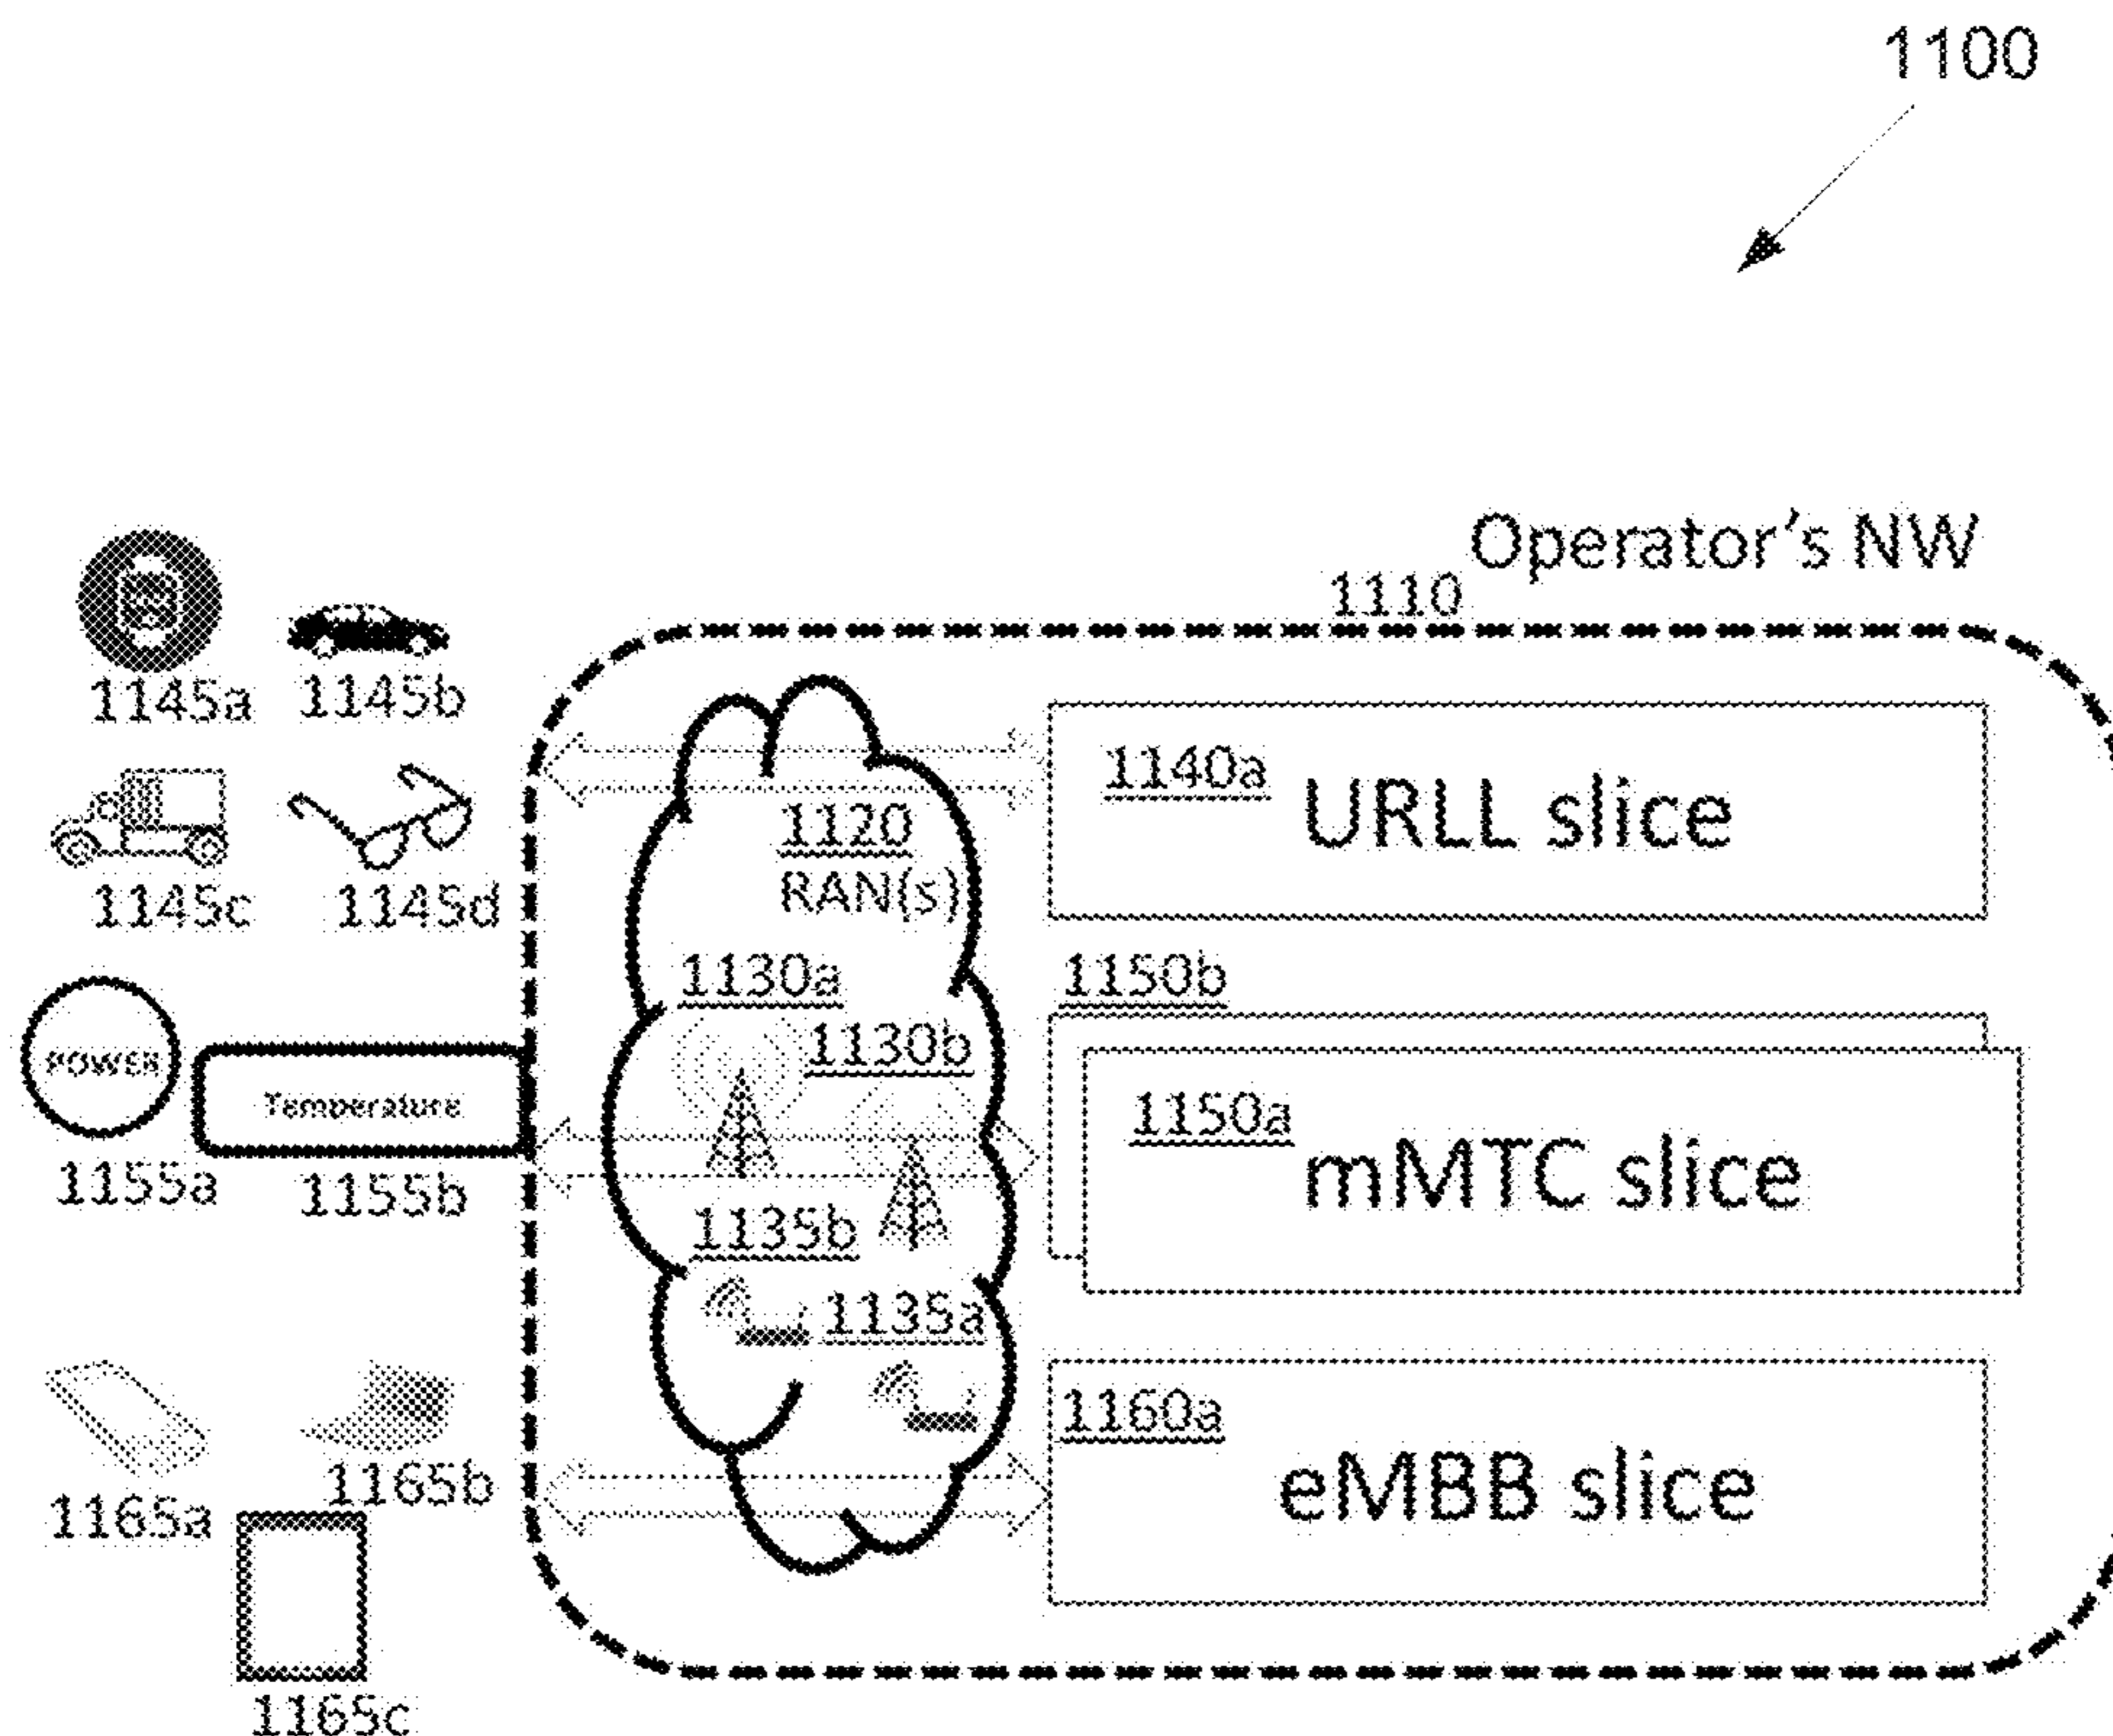 1100
Operator's NW
1110
1145a
1145b
1145c
1145d
1120
RAN(s)
1140a
URLL slice
1130a
1130b
1150b
POWER
Temperature
1150a
mMTC slice
1155a
1155b
1135b
1135a
1160a
eMBB slice
1165a
1165b
1165c